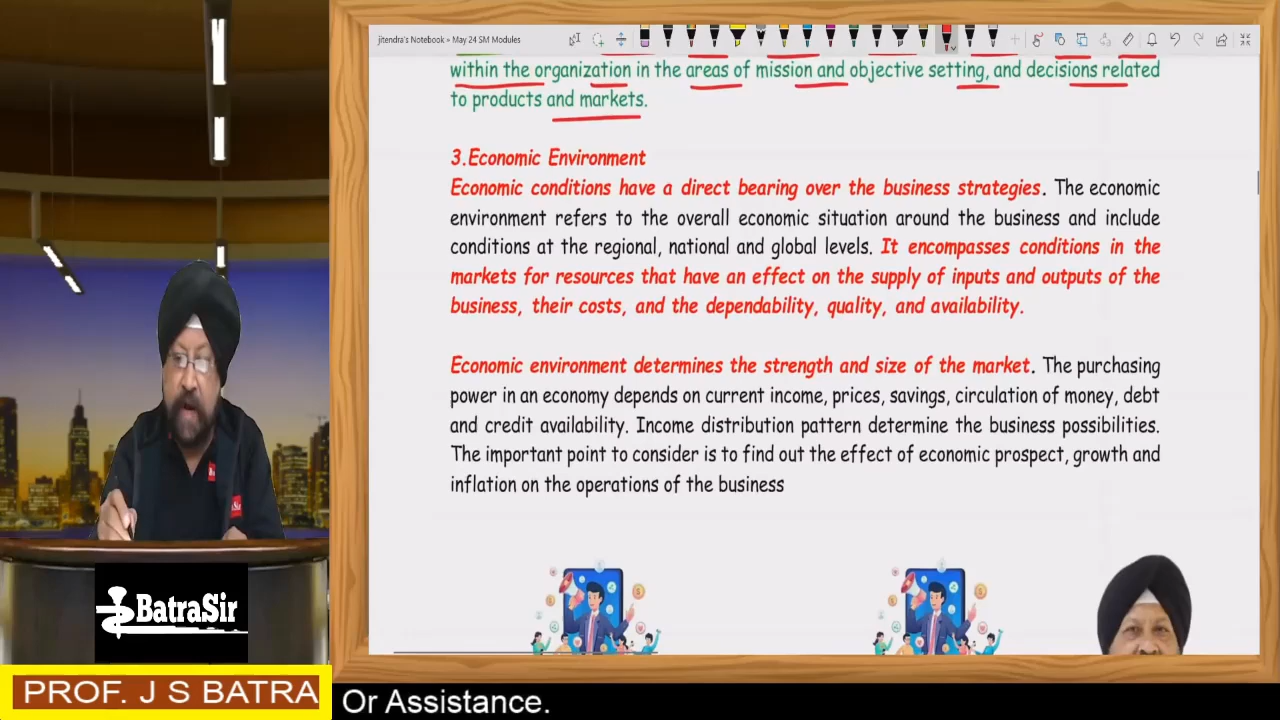 jitendra's Notebook » May 24 SM Modules
within the organization in the areas of mission and objective setting, and decisions related
to products and markets.
3.Economic Environment
Economic conditions have a direct bearing over the business strategies. The economic
environment refers to the overall economic situation around the business and include
conditions at the regional, national and global levels. It encompasses conditions in the
markets for resources that have an effect on the supply of inputs and outputs of the
business, their costs, and the dependability, quality, and availability.
Economic environment determines the strength and size of the market. The purchasing
power in an economy depends on current income, prices, savings, circulation of money, debt
and credit availability. Income distribution pattern determine the business possibilities.
The important point to consider is to find out the effect of economic prospect, growth and
inflation on the operations of the business
BatraSir
PROF. J S BATRA
Or Assistance.